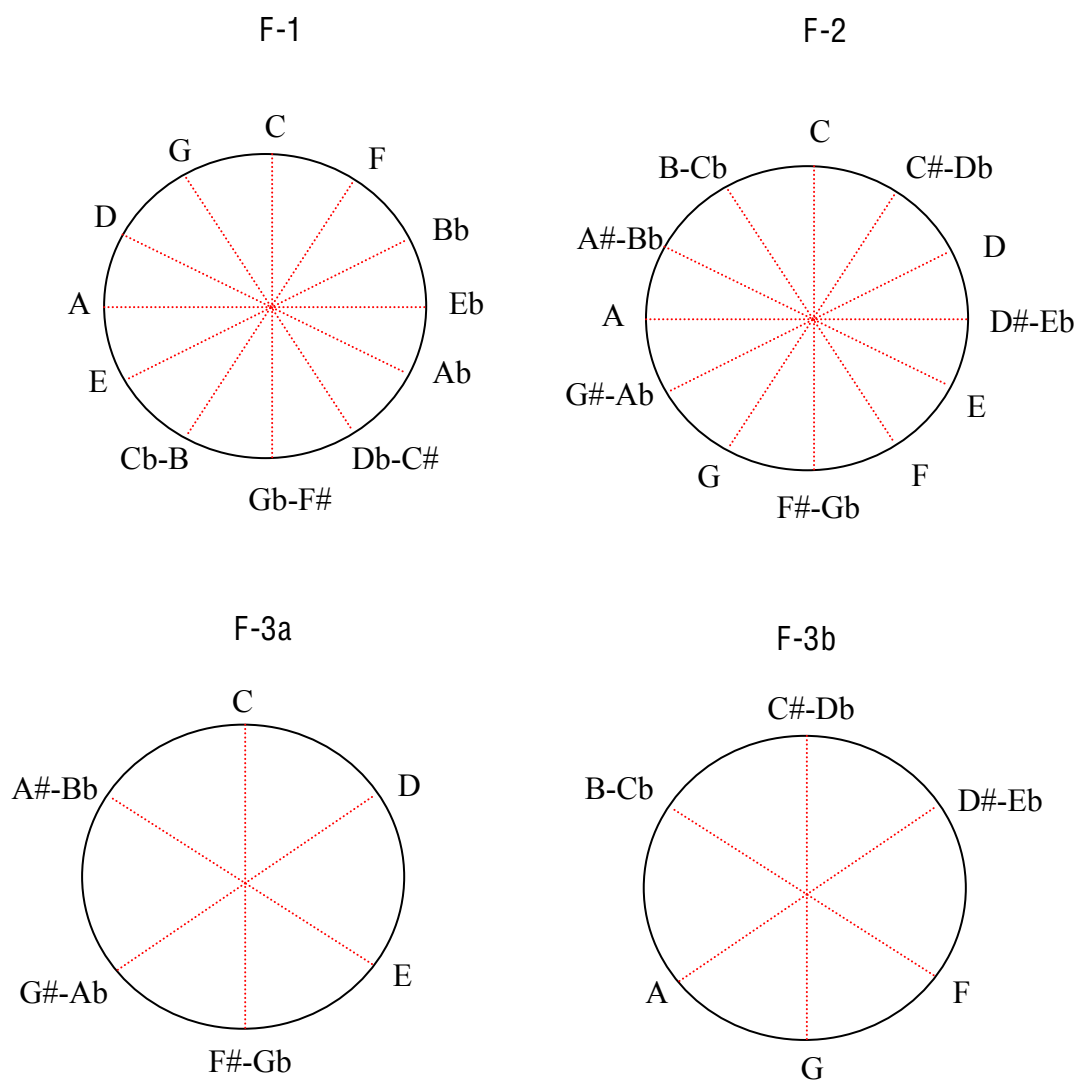 F-1
C
G
F
D
Bb
A
Eb
E
Ab
Cb-B
Db-C#
Gb-F#
F-2
C
B-Cb
C#-Db
A#-Bb
D
A
D#-Eb
G#-Ab
E
G
F
F#-Gb
F-3a
C
A#-Bb
D
G#-Ab
E
F#-Gb
F-3b
C#-Db
B-Cb
D#-Eb
A
F
G